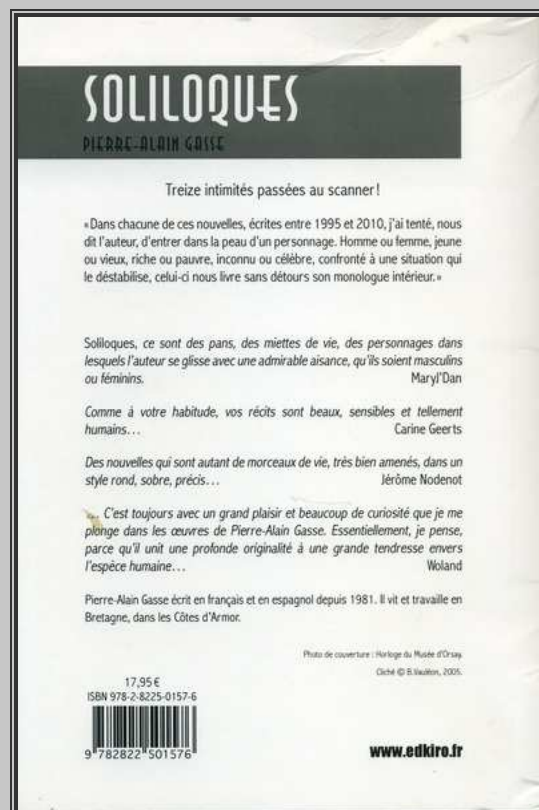 SOLILOQUES
PIERRE-ALAIN GASSE
Treize intimités passées au scanner !
« Dans chacune de ces nouvelles, écrites entre 1995 et 2010, j'ai tenté, nous
dit l'auteur, d'entrer dans la peau d'un personnage. Homme ou femme, jeune
ou vieux, riche ou pauvre, inconnu ou célèbre, confronté à une situation qui
le déstabilise, celui-ci nous livre sans détours son monologue intérieur. »
Soliloques, ce sont des pans, des miettes de vie, des personnages dans
lesquels l'auteur se glisse avec une admirable aisance, qu'ils soient masculins
ou féminins. Maryl'Dan
Comme à votre habitude, vos récits sont beaux, sensibles et tellement
humains... Carine Geerts
Des nouvelles qui sont autant de morceaux de vie, très bien amenés, dans un
style rond, sobre, précis... Jérôme Nodenot
... C'est toujours avec un grand plaisir et beaucoup de curiosité que je me
plonge dans les œuvres de Pierre-Alain Gasse. Essentiellement, je pense,
parce qu'il unit une profonde originalité à une grande tendresse envers
l'espèce humaine... Woland
Pierre-Alain Gasse écrit en français et en espagnol depuis 1981. Il vit et travaille en
Bretagne, dans les Côtes d'Armor.
Photo de couverture : Horloge du Musée d'Orsay.
Cliché © B. Vauléon, 2005.
17,95 €
ISBN 978-2-8225-0157-6
9 782822 501576
www.edkiro.fr